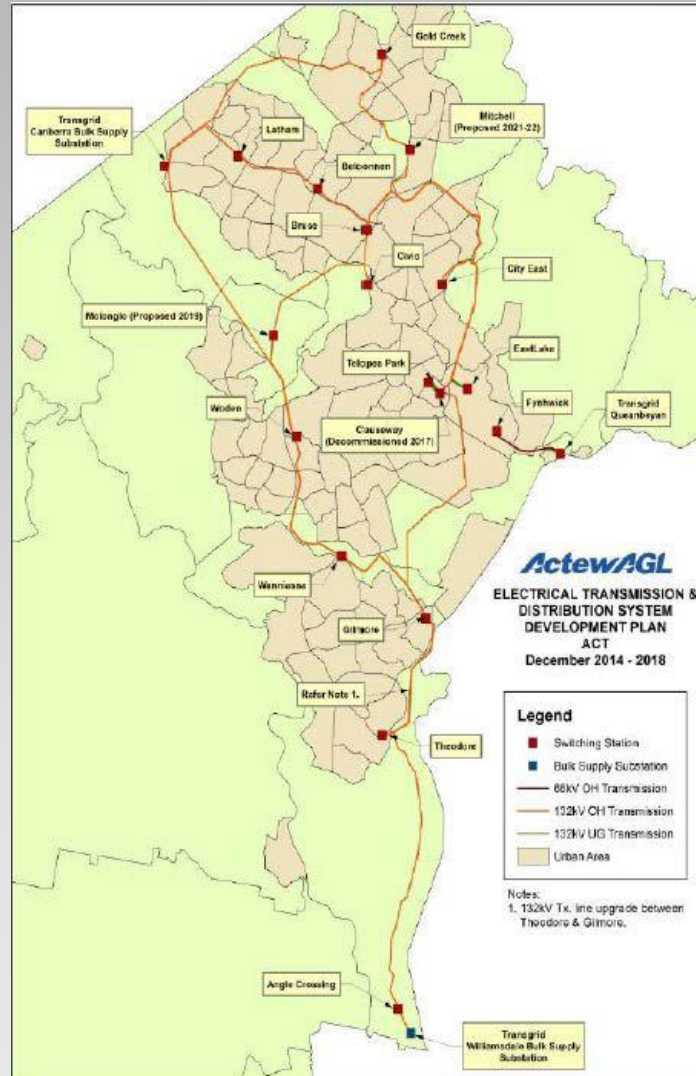 Gold Creek
Transgrid
Canberra Bulk Supply
Substation
Latham
Mitchell
(Proposed 2021-22)
Belconnen
Bruce
Civic
City East
Molonglo (Proposed 2019)
EastLake
Telopea Park
Fyshwick
Transgrid
Queanbeyan
Woden
Causeway
(Decommissioned 2017)
ActewAGL
ELECTRICAL TRANSMISSION &
DISTRIBUTION SYSTEM
DEVELOPMENT PLAN
ACT
December 2014 - 2018
Wanniassa
Gilmore
Refer Note 1.
Theodore
Legend
Switching Station
Bulk Supply Substation
66kV OH Transmission
132kV OH Transmission
132kV UG Transmission
Urban Area
Notes:
1. 132kV Tx. line upgrade between
Theodore & Gilmore.
Angle Crossing
Transgrid
Williamsdale Bulk Supply
Substation